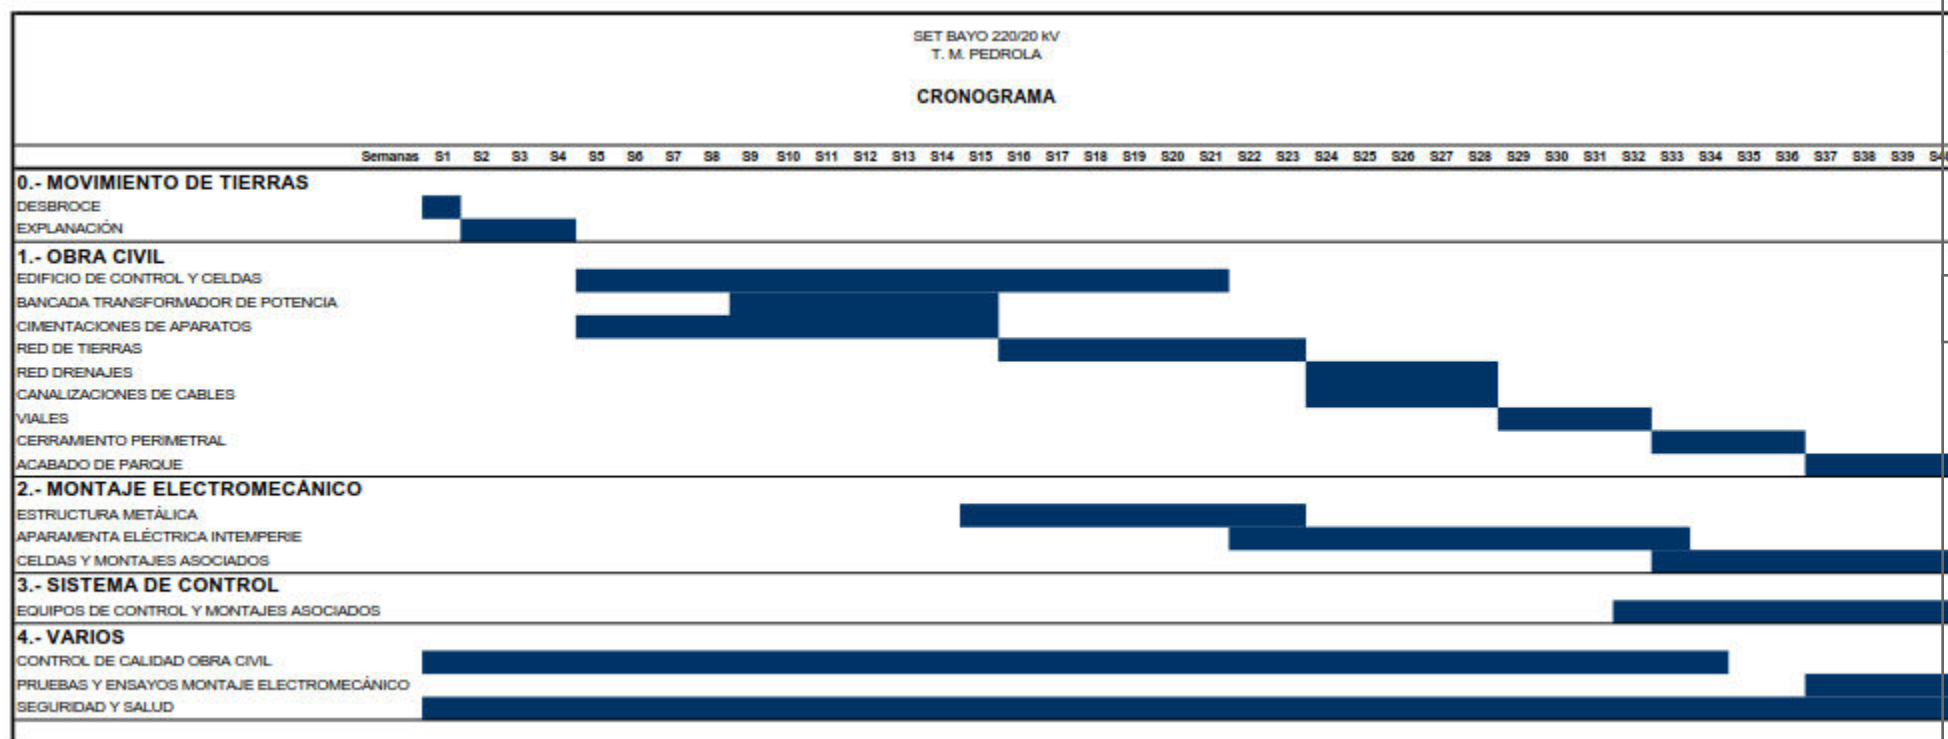 SET BAYO 220/20 kV
T. M. PEDROLA
CRONOGRAMA
Semanas S1 S2 S3 S4 S5 S6 S7 S8 S9 S10 S11 S12 S13 S14 S15 S16 S17 S18 S19 S20 S21 S22 S23 S24 S25 S26 S27 S28 S29 S30 S31 S32 S33 S34 S35 S36 S37 S38 S39
0.- MOVIMIENTO DE TIERRAS
DESBROCE
EXPLANACIÓN
1.- OBRA CIVIL
EDIFICIO DE CONTROL Y CELDAS
BANCADA TRANSFORMADOR DE POTENCIA
CIMENTACIONES DE APARATOS
RED DE TIERRAS
RED DRENAJES
CANALIZACIONES DE CABLES
VIALES
CERRAMIENTO PERIMETRAL
ACABADO DE PARQUE
2.- MONTAJE ELECTROMECÁNICO
ESTRUCTURA METÁLICA
APARAMENTA ELÉCTRICA INTEMPERIE
CELDAS Y MONTAJES ASOCIADOS
3.- SISTEMA DE CONTROL
EQUIPOS DE CONTROL Y MONTAJES ASOCIADOS
4.- VARIOS
CONTROL DE CALIDAD OBRA CIVIL
PRUEBAS Y ENSAYOS MONTAJE ELECTROMECÁNICO
SEGURIDAD Y SALUD